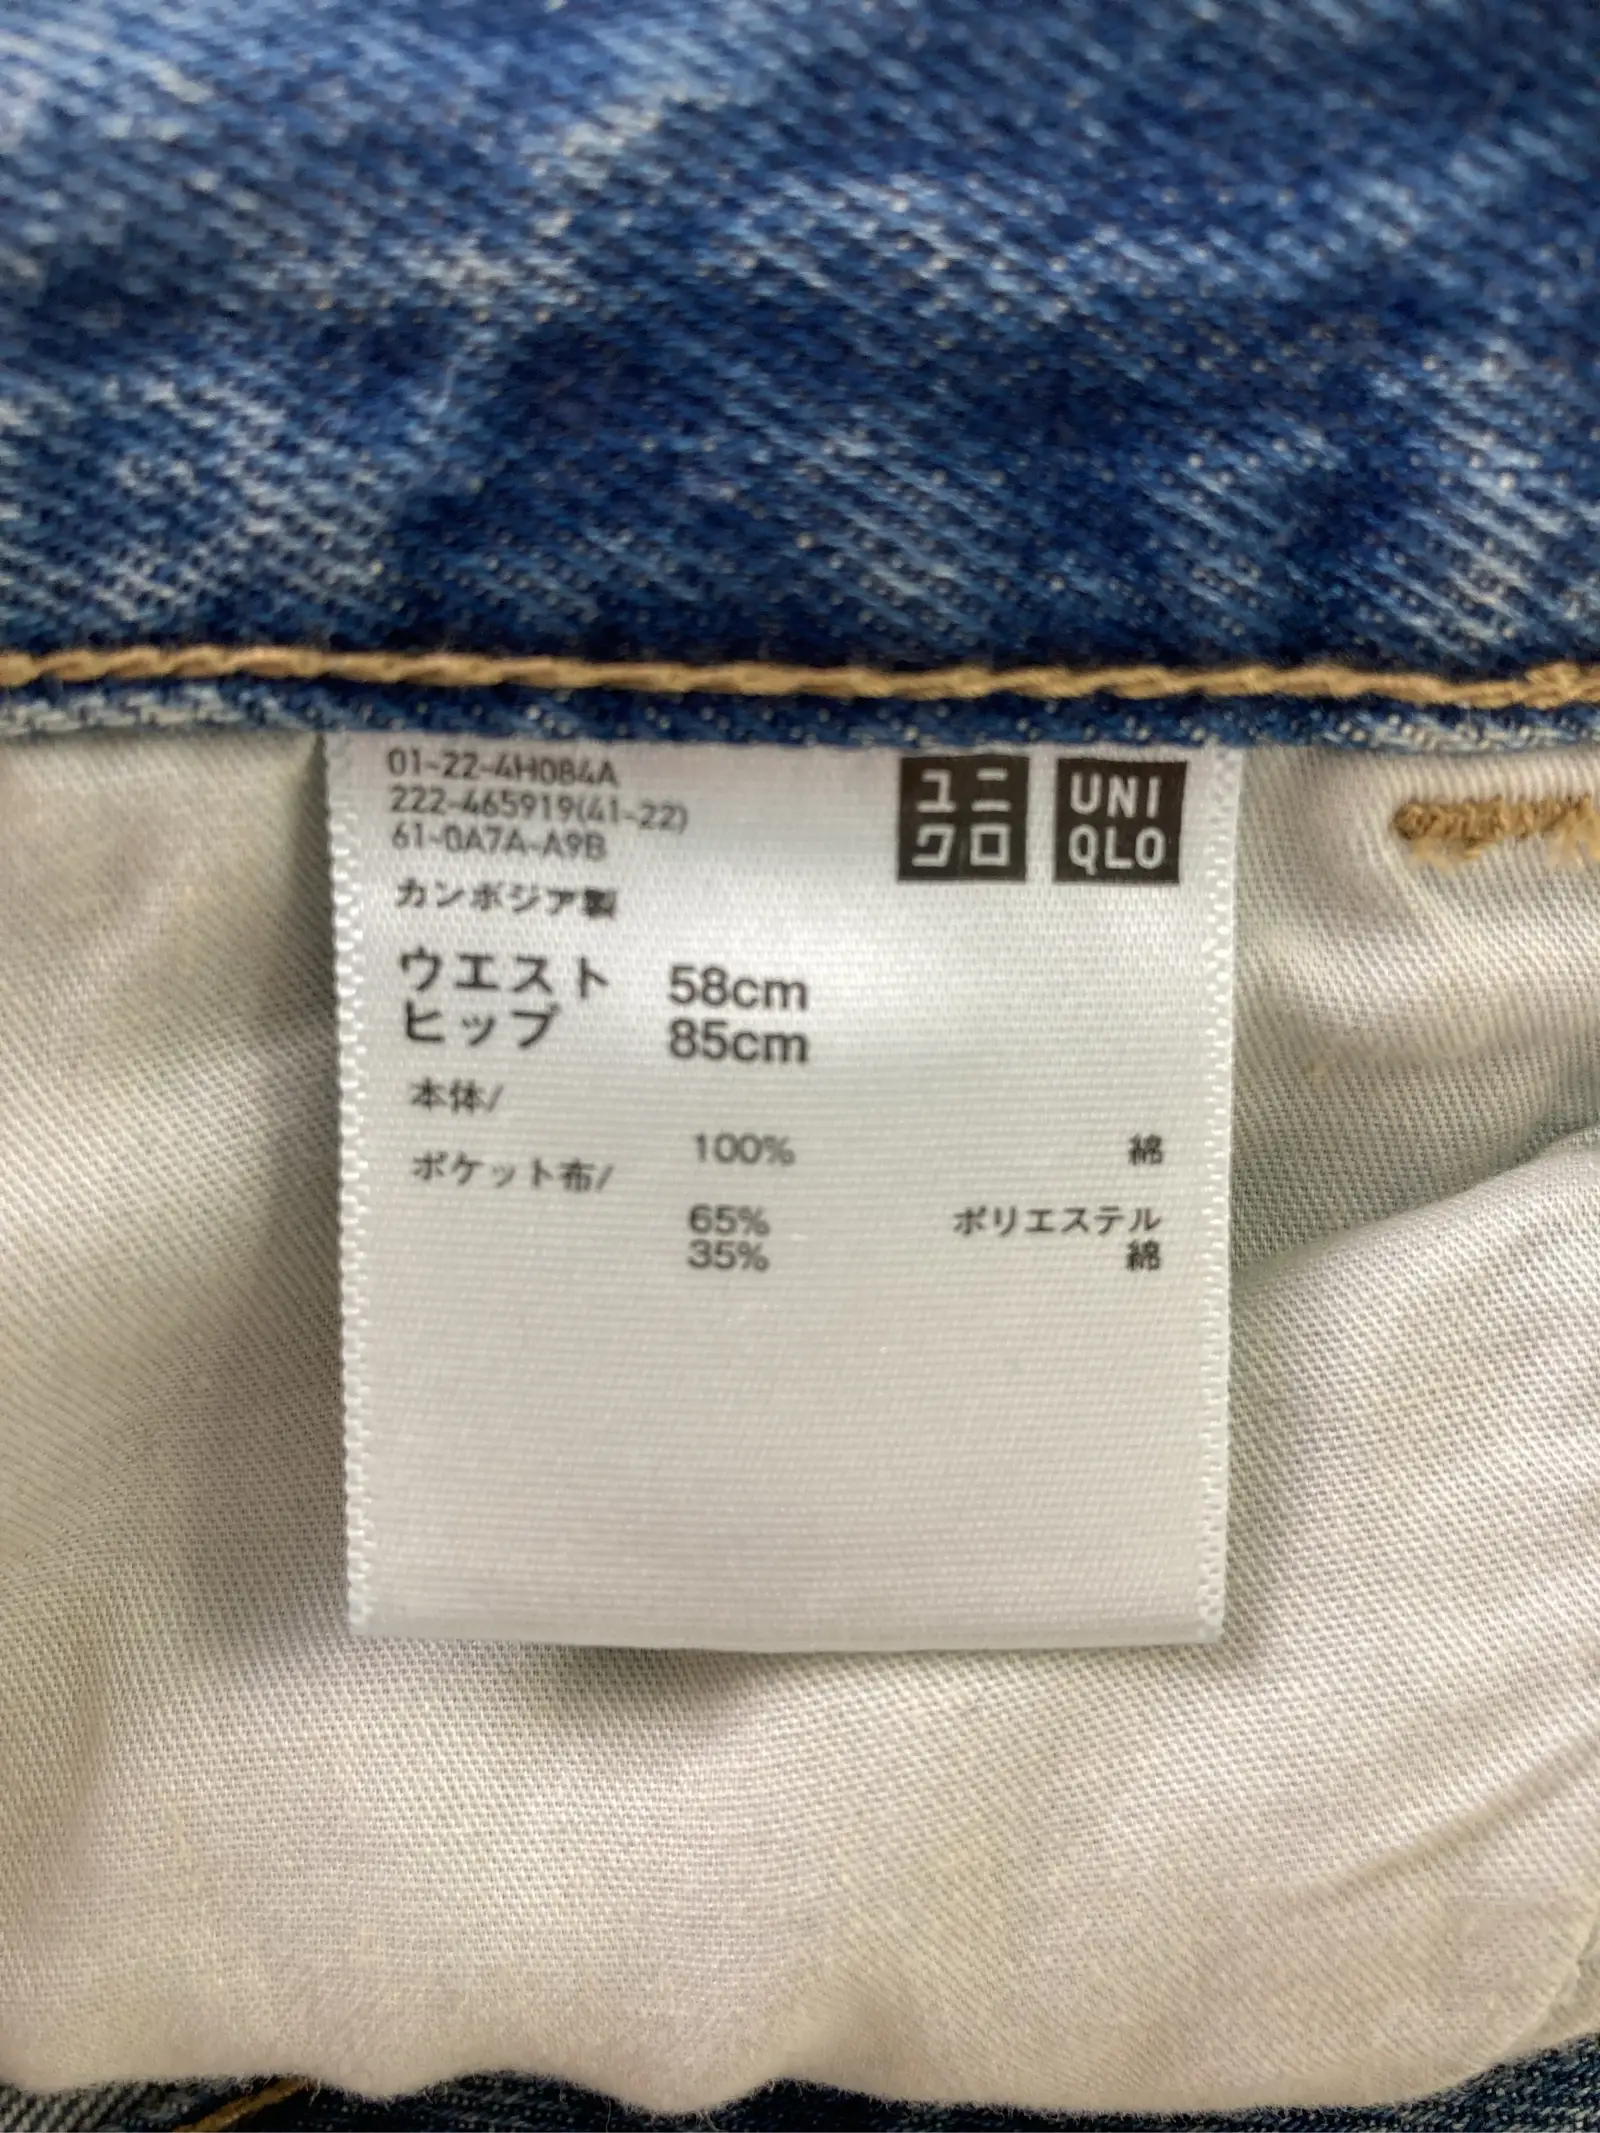 01-22-4H084A
222-465919(41-22)
61-0A7A-A9B
ユニ
クロ
UNI
QLO
カンボジア製
ウエスト 58cm
ヒップ 85cm
本体/
100% 綿
ポケット布/
65% ポリエステル
35% 綿